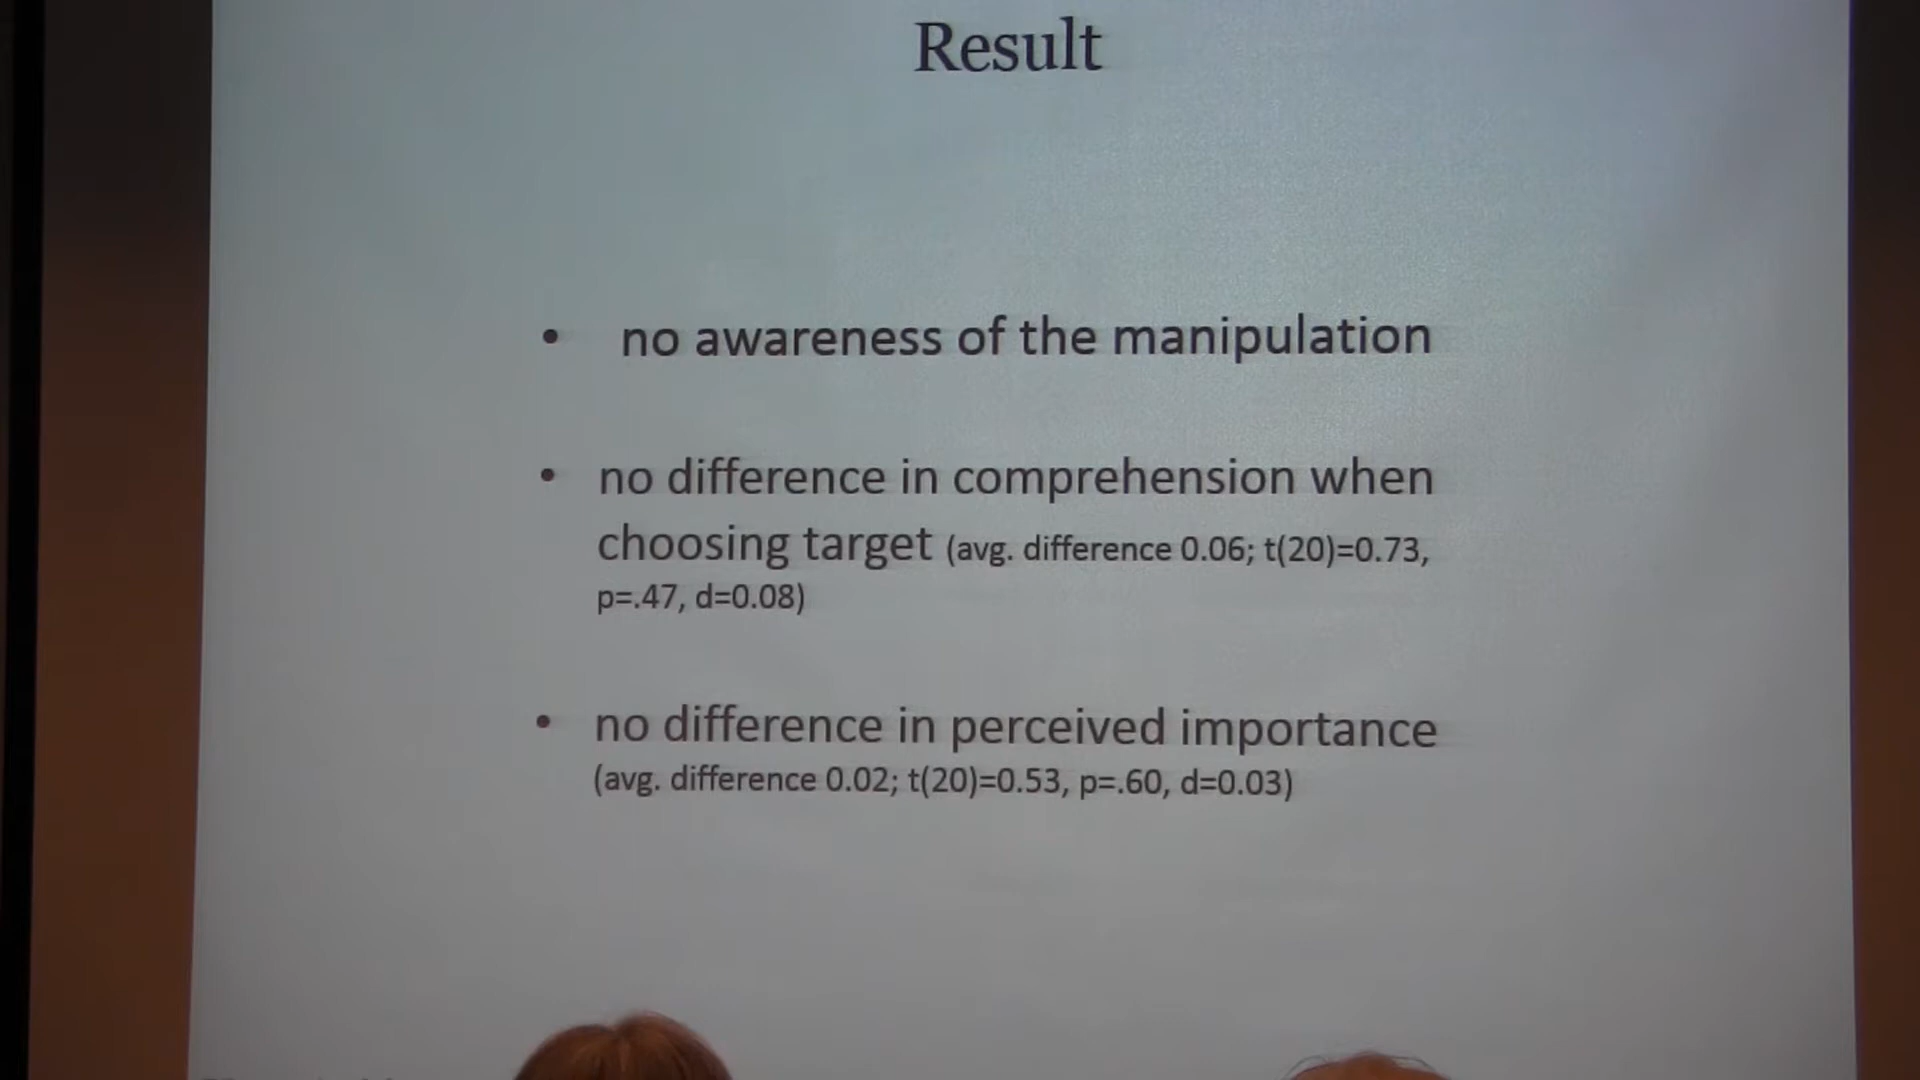 Result
• no awareness of the manipulation
• no difference in comprehension when
choosing target (avg. difference 0.06; t(20)=0.73,
p=.47, d=0.08)
• no difference in perceived importance
(avg. difference 0.02; t(20)=0.53, p=.60, d=0.03)